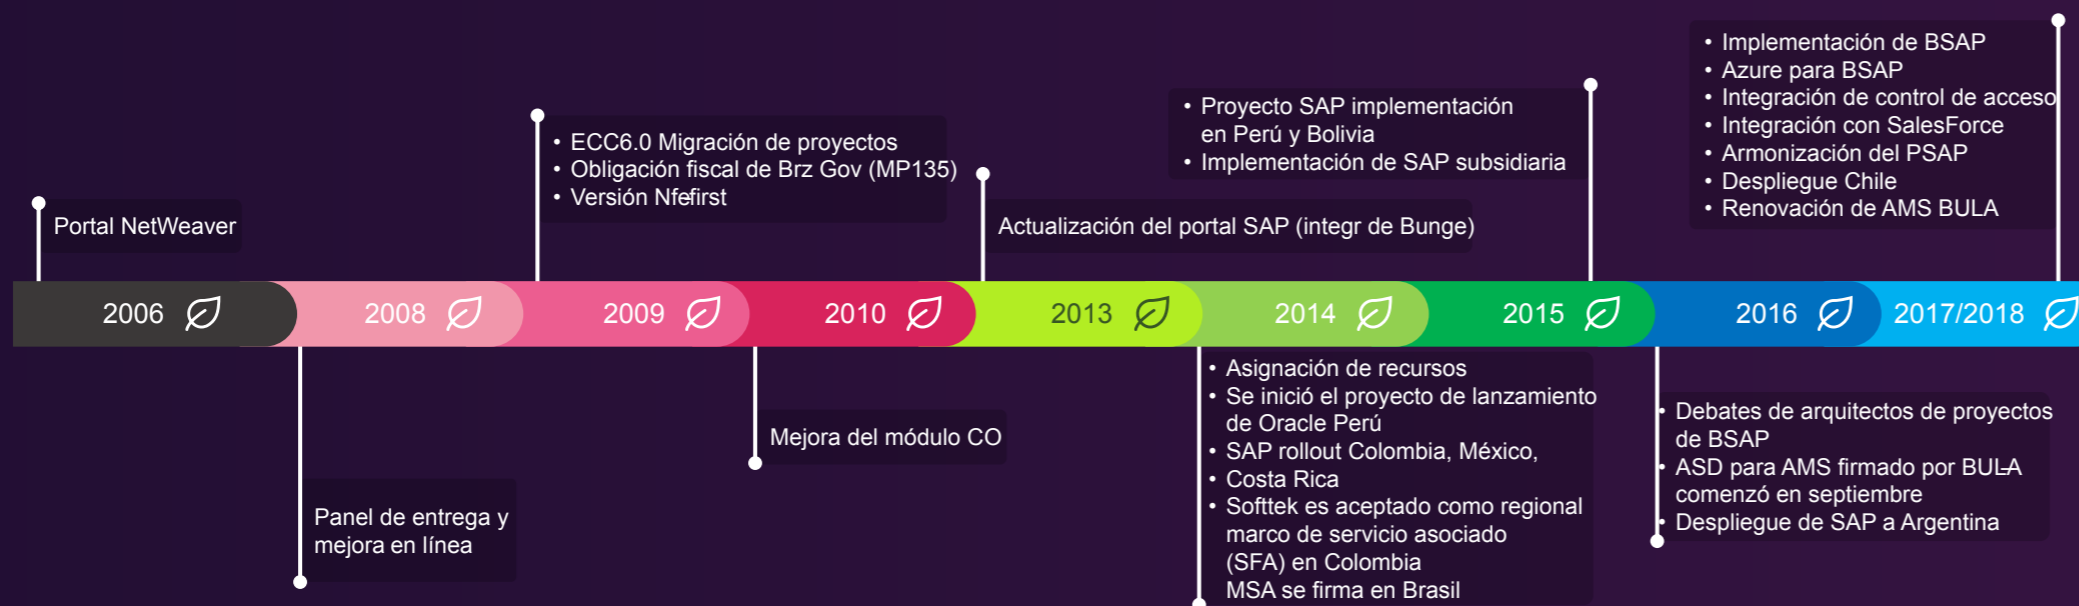 Portal NetWeaver
• ECC6.0 Migración de proyectos
• Obligación fiscal de Brz Gov (MP135)
• Versión Nfefirst
Actualización del portal SAP (integr de Bunge)
• Proyecto SAP implementación
en Perú y Bolivia
• Implementación de SAP subsidiaria
• Implementación de BSAP
• Azure para BSAP
• Integración de control de acceso
• Integración con SalesForce
• Armonización del PSAP
• Despliegue Chile
• Renovación de AMS BULA
2006
2008
2009
2010
2013
2014
2015
2016
2017/2018
Panel de entrega y
mejora en línea
Mejora del módulo CO
• Asignación de recursos
• Se inició el proyecto de lanzamiento
de Oracle Perú
• SAP rollout Colombia, México,
• Costa Rica
• Softtek es aceptado como regional
marco de servicio asociado
(SFA) en Colombia
MSA se firma en Brasil
• Debates de arquitectos de proyectos
de BSAP
• ASD para AMS firmado por BUL-A
comenzó en septiembre
• Despliegue de SAP a Argentina